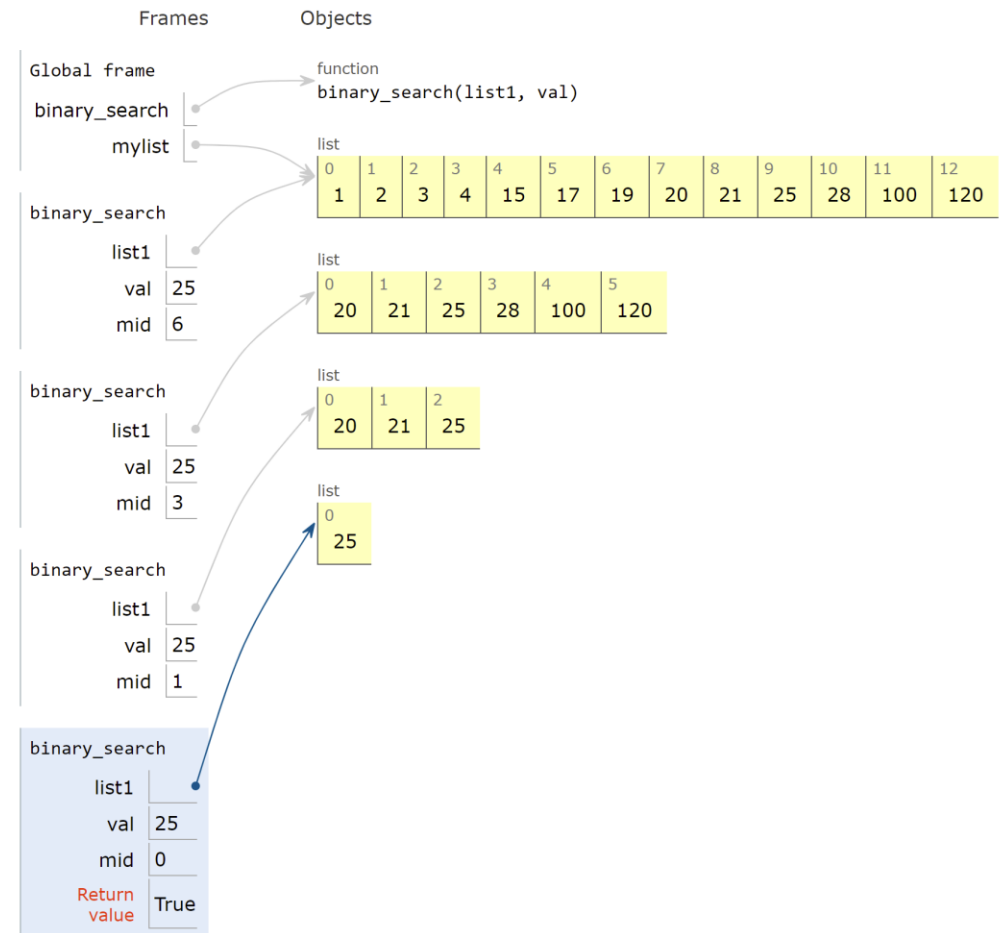 Frames Objects
Global frame
binary_search
mylist
function
binary_search(list1, val)
list
0 1 2 3 4 5 6 7 8 9 10 11 12
1 2 3 4 15 17 19 20 21 25 28 100 120
binary_search
list1
val 25
mid 6
list
0 1 2 3 4 5
20 21 25 28 100 120
binary_search
list1
val 25
mid 3
list
0 1 2
20 21 25
binary_search
list1
val 25
mid 1
list
0
25
binary_search
list1
val 25
mid 0
Return
value True